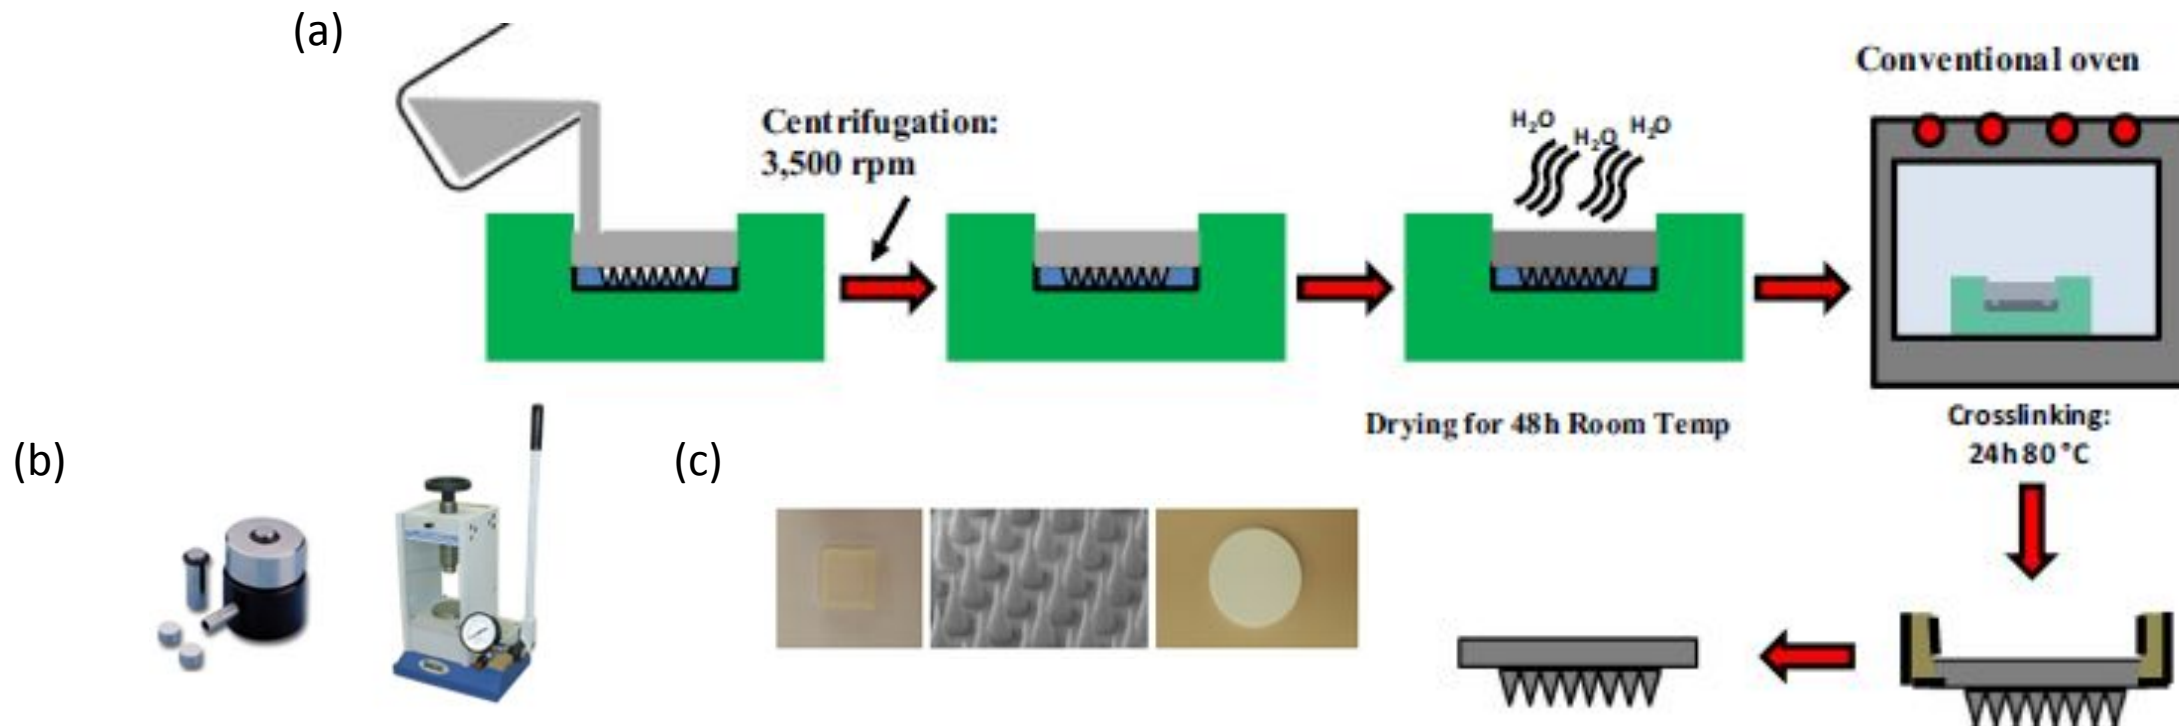 (a)
Centrifugation:
3,500 rpm
H₂O
H₂O
H₂O
Conventional oven
Drying for 48h Room Temp
Crosslinking:
24h 80 °C
(b)
(c)